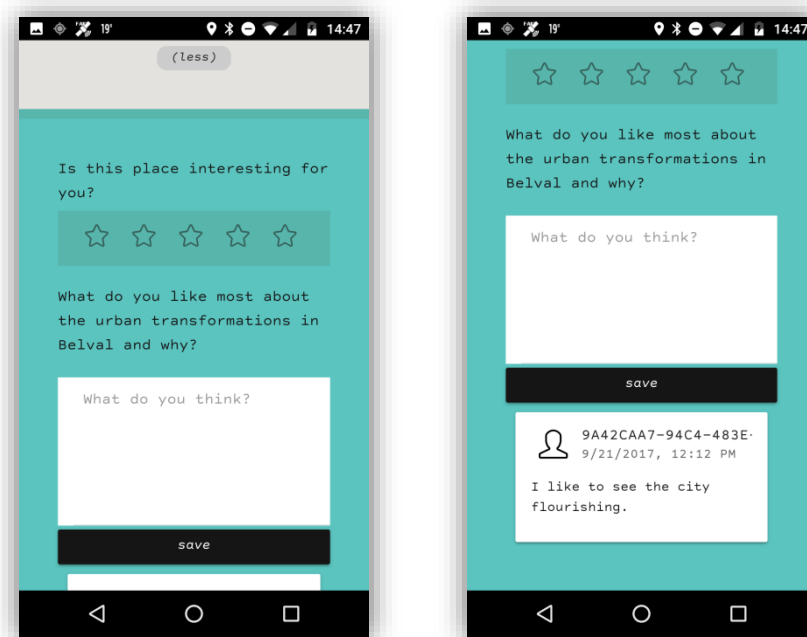 19°
14:47
(less)
Is this place interesting for
you?
What do you like most about
the urban transformations in
Belval and why?
What do you think?
save
19°
14:47
What do you like most about
the urban transformations in
Belval and why?
What do you think?
save
9A42CAA7-94C4-483E-
9/21/2017, 12:12 PM
I like to see the city
flourishing.